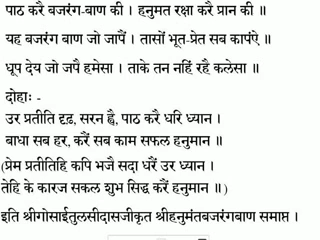 पाठ करै बजरंग-बाण की । हनुमत रक्षा करै प्रान की ॥
यह बजरंग बाण जो जापैं । तासों भूत-प्रेत सब कापंऐ ॥
धूप देय जो जपै हमेसा । ताके तन नहिं रहै कलेसा ॥
दोहाः -
उर प्रतीति दृढ़, सरन ह्वै, पाठ करै धरि ध्यान ।
बाधा सब हर, करैं सब काम सफल हनुमान ॥
(प्रेम प्रतीतिहि कपि भजै सदा धरैं उर ध्यान ।
तेहि के कारज सकल शुभ सिद्ध करैं हनुमान ॥)
इति श्रीगोसाईंतुलसीदासजीकृत श्रीहनुमंतबजरंगबाण समाप्त ।